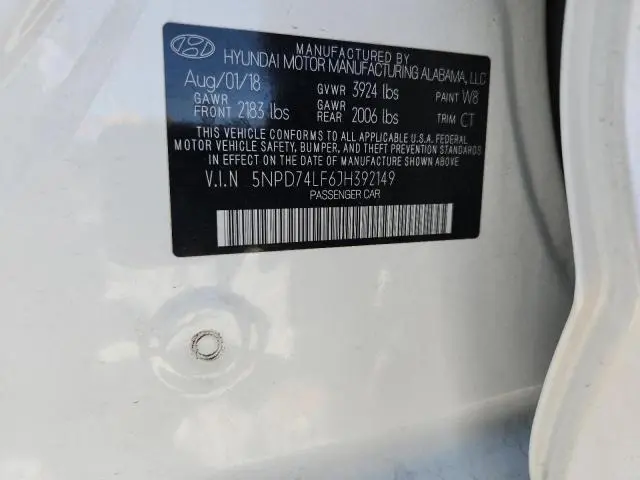 MANUFACTURED BY
HYUNDAI MOTOR MANUFACTURING ALABAMA, LLC
Aug/01/18 GVWR 3924 lbs PAINT W8
GAWR FRONT 2183 lbs GAWR REAR 2006 lbs TRIM CT
THIS VEHICLE CONFORMS TO ALL APPLICABLE U.S.A. FEDERAL
MOTOR VEHICLE SAFETY, BUMPER, AND THEFT PREVENTION STANDARDS
IN EFFECT ON THE DATE OF MANUFACTURE SHOWN ABOVE.
V.I.N 5NPD74LF6JH392149
PASSENGER CAR